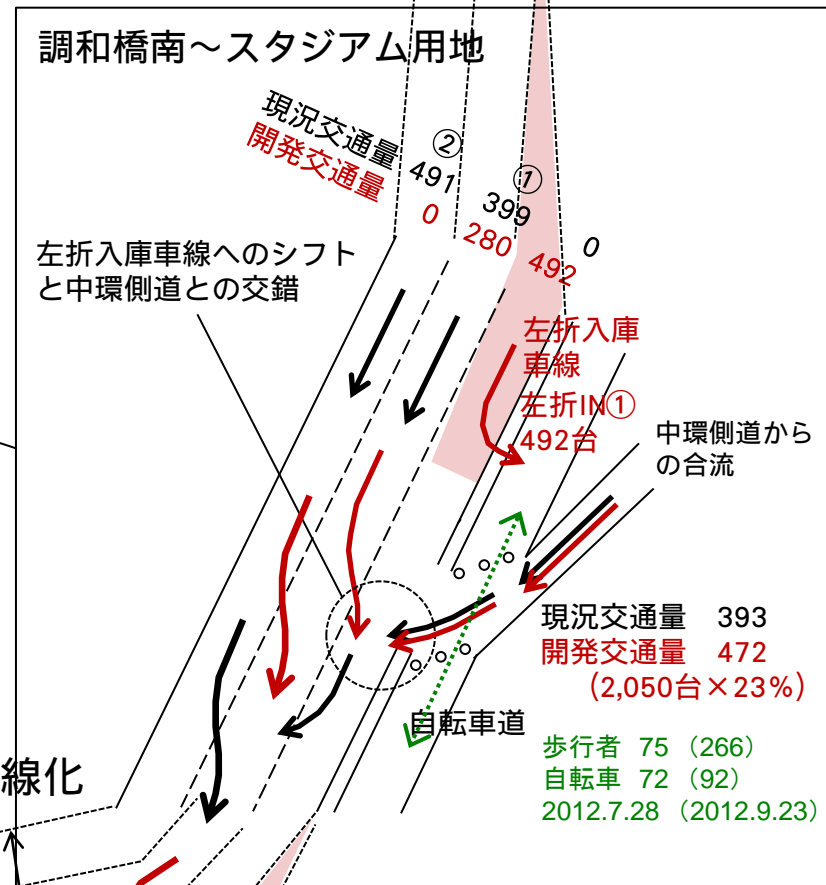 調和橋南～スタジアム用地
現況交通量
開発交通量
②
491
0
①
399
280
0
492
左折入庫車線へのシフト
と中環側道との交錯
左折入庫
車線
左折IN①
492台
中環側道から
の合流
現況交通量 393
開発交通量 472
(2,050台×23%)
自転車道
歩行者 75 (266)
自転車 72 (92)
2012.7.28 (2012.9.23)
線化